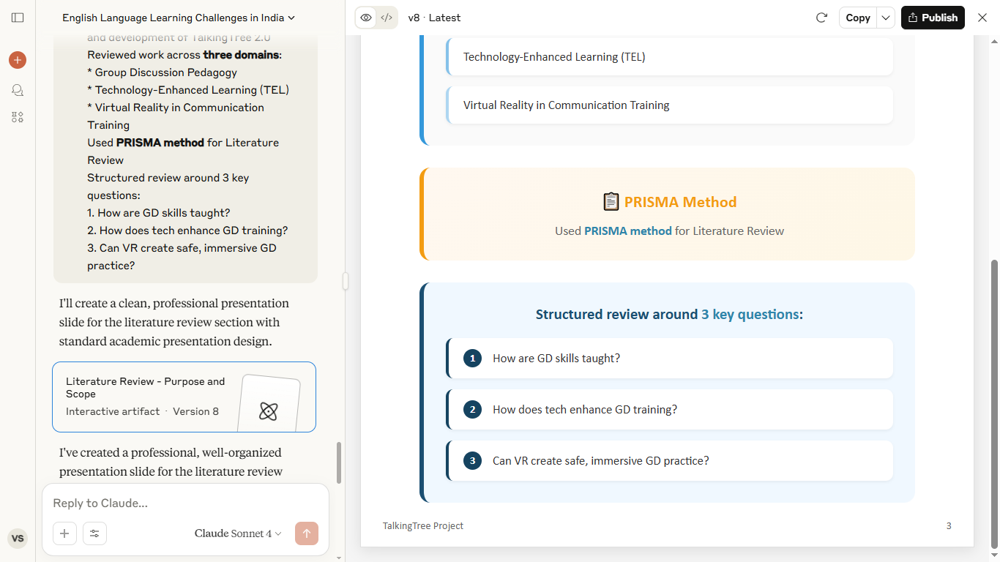 English Language Learning Challenges in India
and development of TalkingTree 2.0
Reviewed work across three domains:
* Group Discussion Pedagogy
* Technology-Enhanced Learning (TEL)
* Virtual Reality in Communication
Training
Used PRISMA method for Literature
Review
Structured review around 3 key
questions:
1. How are GD skills taught?
2. How does tech enhance GD training?
3. Can VR create safe, immersive GD
practice?
I'll create a clean, professional presentation
slide for the literature review section with
standard academic presentation design.
Literature Review - Purpose and
Scope
Interactive artifact · Version 8
I've created a professional, well-organized
presentation slide for the literature review
Reply to Claude...
Claude Sonnet 4
VS
v8 · Latest
Copy
Publish
Technology-Enhanced Learning (TEL)
Virtual Reality in Communication Training
PRISMA Method
Used PRISMA method for Literature Review
Structured review around 3 key questions:
1 How are GD skills taught?
2 How does tech enhance GD training?
3 Can VR create safe, immersive GD practice?
TalkingTree Project
3